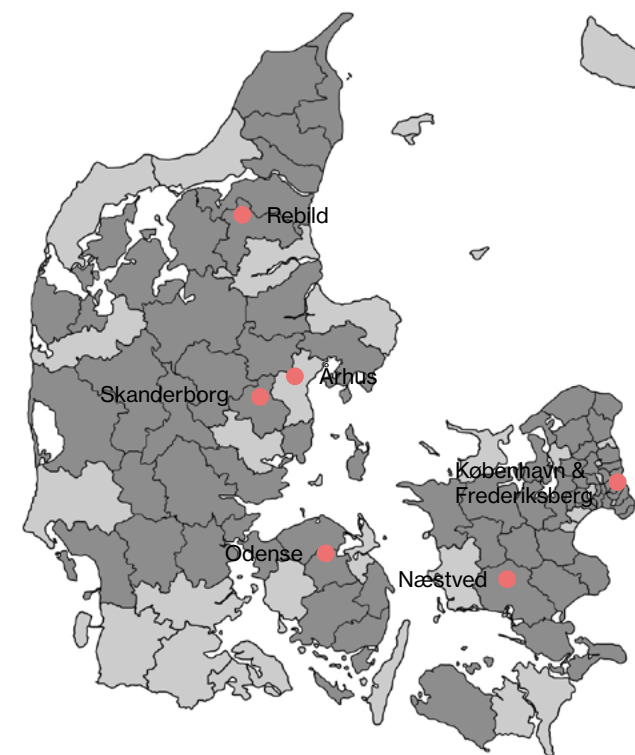 Rebild
Århus
Skanderborg
København &
Frederiksberg
Odense
Næstved